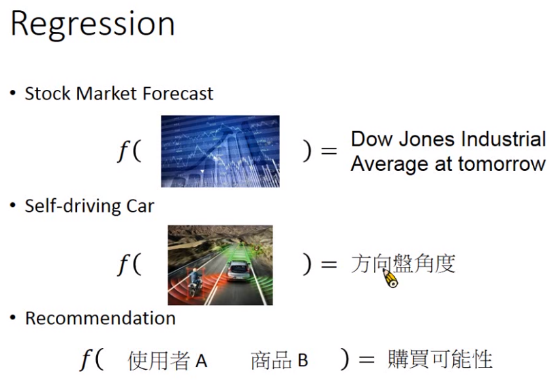 Regression
• Stock Market Forecast
f( ) = Dow Jones Industrial
Average at tomorrow
• Self-driving Car
f( ) = 方向盤角度
• Recommendation
f( 使用者 A 商品 B ) = 購買可能性